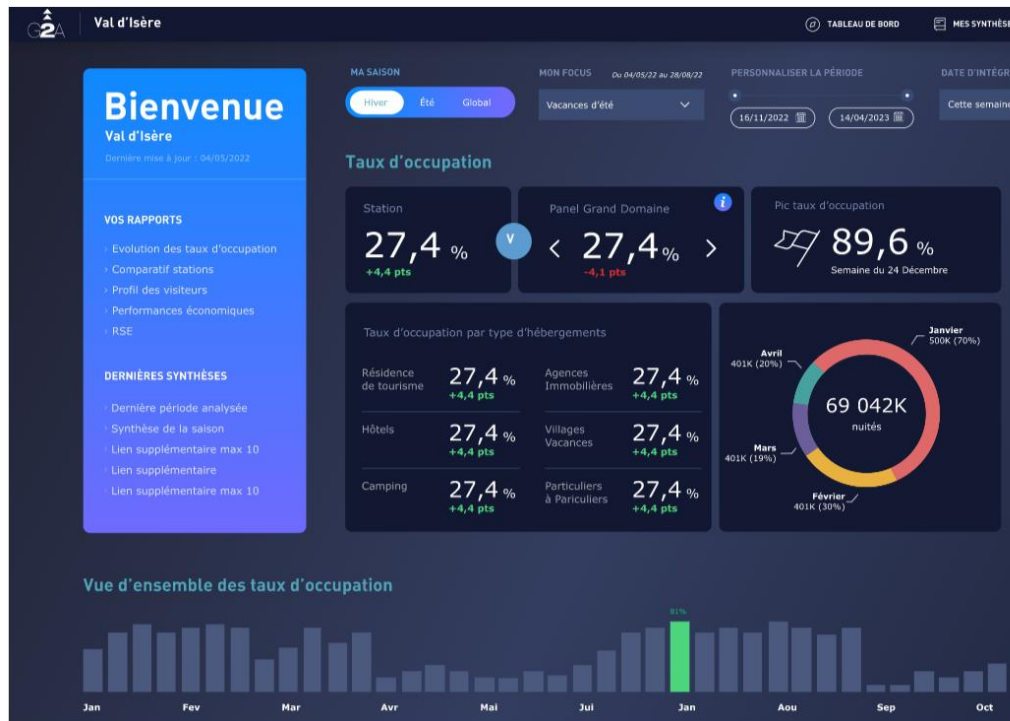 G2A
Val d'Isère
TABLEAU DE BORD
MES SYNTHÈSE
Bienvenue
Val d'Isère
Dernière mise à jour : 04/05/2022
VOS RAPPORTS
› Evolution des taux d'occupation
› Comparatif stations
› Profil des visiteurs
› Performances économiques
› RSE
DERNIÈRES SYNTHÈSES
› Dernière période analysée
› Synthèse de la saison
› Lien supplémentaire max 10
› Lien supplémentaire
› Lien supplémentaire max 10
MA SAISON
Hiver Été Global
MON FOCUS Du 04/05/22 au 28/08/22
Vacances d'été
PERSONNALISER LA PÉRIODE
16/11/2022 14/04/2023
DATE D'INTÉGR
Cette semaine
Taux d'occupation
Station
27,4 %
+4,4 pts
V
Panel Grand Domaine
i
< 27,4 % >
-4,1 pts
Pic taux d'occupation
89,6 %
Semaine du 24 Décembre
Taux d'occupation par type d'hébergements
Résidence
de tourisme
27,4 %
+4,4 pts
Agences
Immobilières
27,4 %
+4,4 pts
Hôtels
27,4 %
+4,4 pts
Villages
Vacances
27,4 %
+4,4 pts
Camping
27,4 %
+4,4 pts
Particuliers
à Pariculiers
27,4 %
+4,4 pts
Janvier
500K (70%)
Avril
401K (20%)
69 042K
nuités
Mars
401K (19%)
Février
401K (30%)
Vue d'ensemble des taux d'occupation
81%
Jan Fev Mar Avr Mai Jui Jan Aou Sep Oct